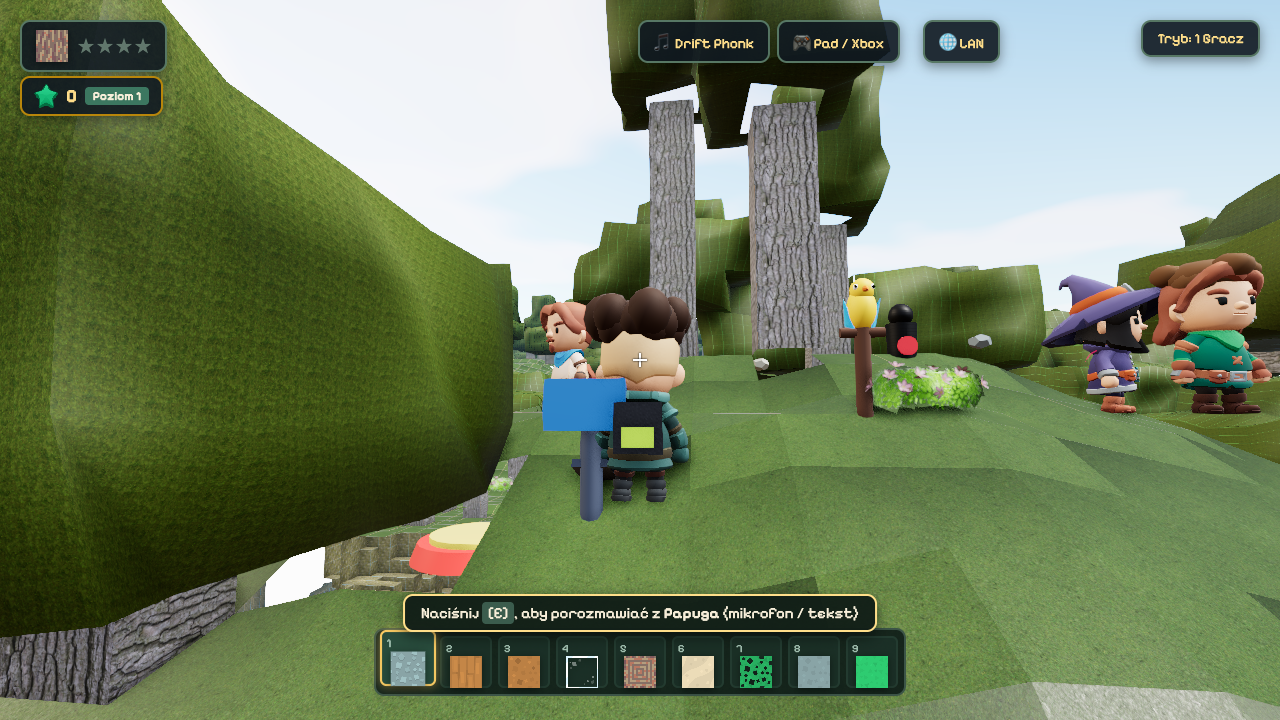 Drift Phonk
Pad / Xbox
LAN
Tryb: 1 Gracz
0 Poziom 1
Naciśnij [E], aby porozmawiać z Papuga (mikrofon / tekst)
1 2 3 4 5 6 7 8 9